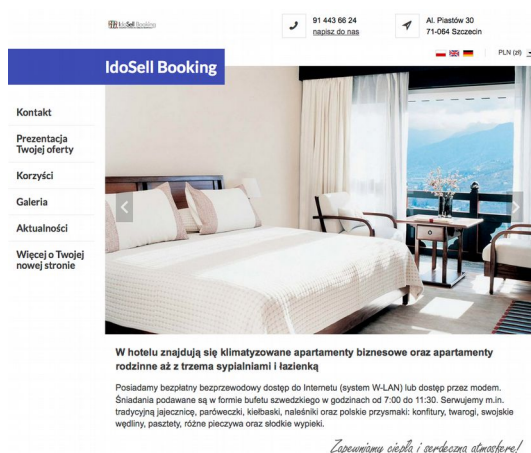 IdoSell Booking
91 443 66 24
napisz do nas
Al. Piastów 30
71-064 Szczecin
PLN (zł)
IdoSell Booking
Kontakt
Prezentacja
Twojej oferty
Korzyści
Galeria
Aktualności
Więcej o Twojej
nowej stronie
W hotelu znajdują się klimatyzowane apartamenty biznesowe oraz apartamenty
rodzinne aż z trzema sypialniami i łazienką
Posiadamy bezpłatny bezprzewodowy dostęp do Internetu (system W-LAN) lub dostęp przez modem.
Śniadania podawane są w formie bufetu szwedzkiego w godzinach od 7:00 do 11:30. Serwujemy m.in.
tradycyjną jajecznicę, paróweczki, kiełbaski, naleśniki oraz polskie przysmaki: konfitury, twarogi, swojskie
wędliny, pasztety, różne pieczywa oraz słodkie wypieki.
Zapewniamy ciepłą i serdeczną atmosferę!